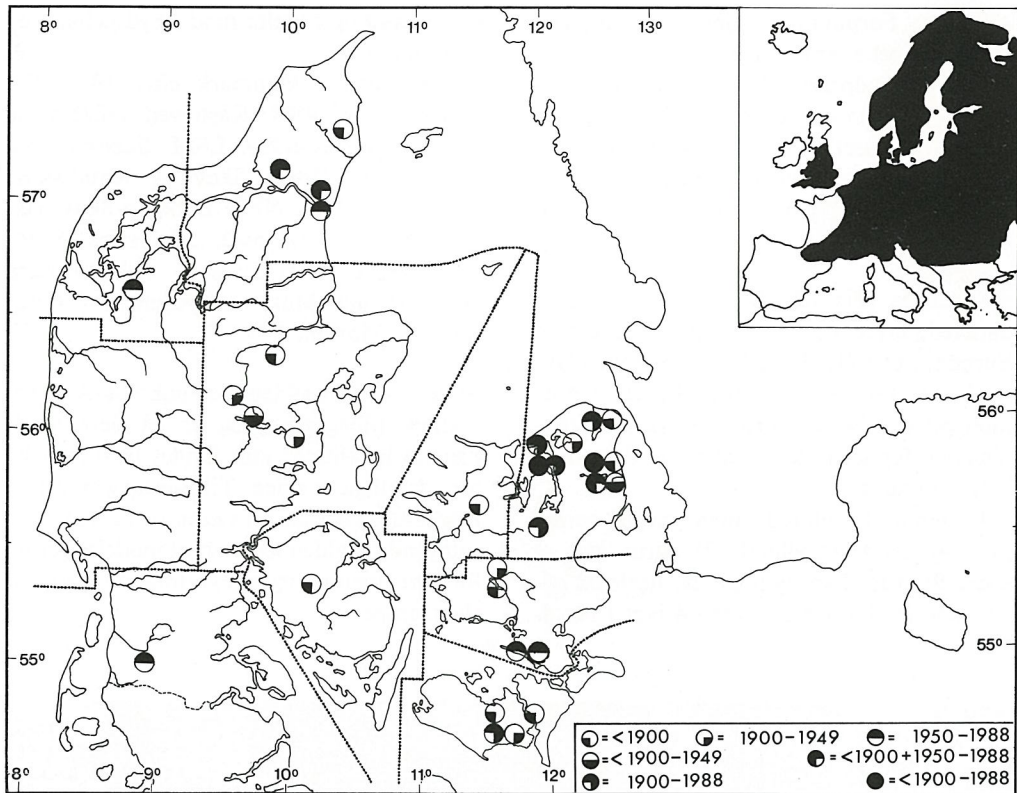 8° 9° 10° 11° 12° 13°
57°
56° 56°
55° 55°
8° 9° 10° 11° 12°
=<1900 = 1900-1949 = 1950-1988
=<1900-1949 =<1900+1950-1988
= 1900-1988 =<1900-1988